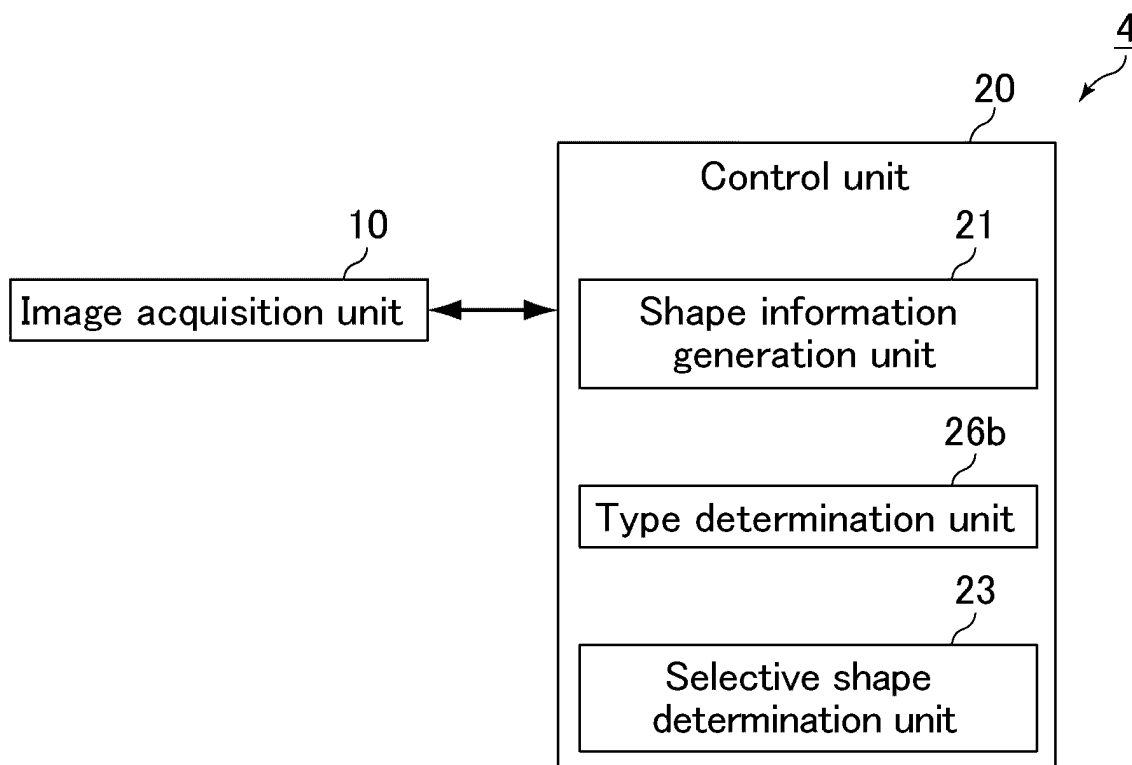 4
20
Control unit
10
21
Image acquisition unit
Shape information
generation unit
26b
Type determination unit
23
Selective shape
determination unit